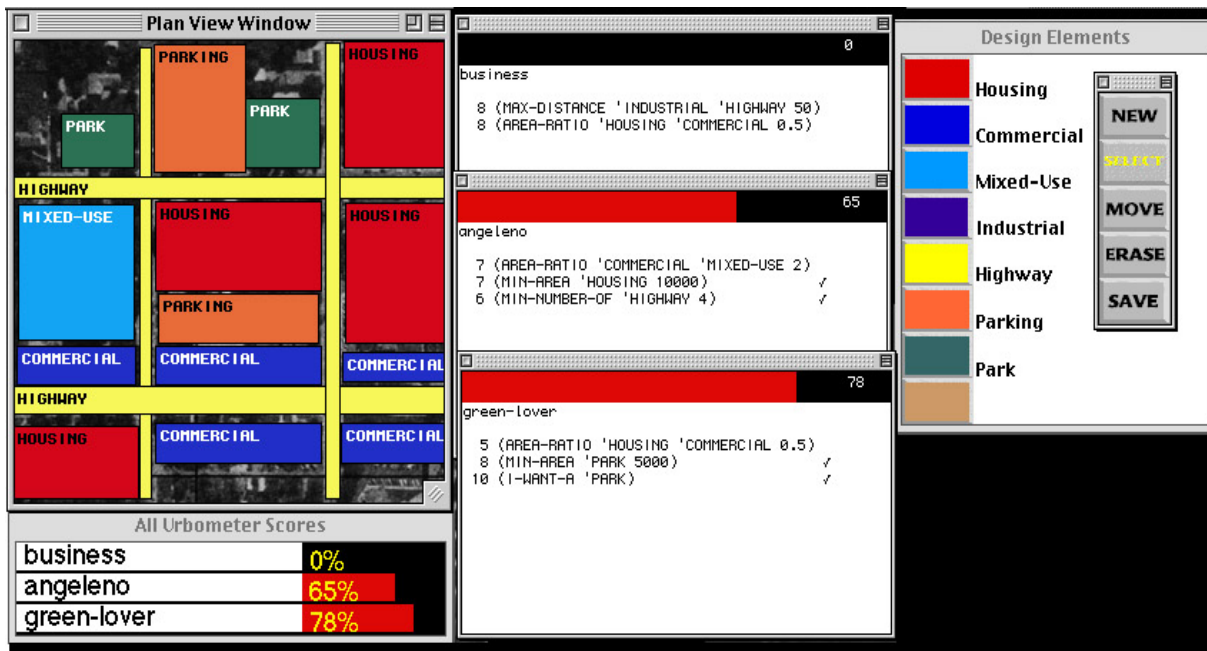 Plan View Window
PARKING
HOUSING
PARK
PARK
HIGHWAY
MIXED-USE
HOUSING
HOUSING
PARKING
COMMERCIAL
COMMERCIAL
COMMERCIAL
HIGHWAY
HOUSING
COMMERCIAL
COMMERCIAL
All Urbometer Scores
business 0%
angeleno 65%
green-lover 78%
0
business
8 (MAX-DISTANCE 'INDUSTRIAL 'HIGHWAY 50)
8 (AREA-RATIO 'HOUSING 'COMMERCIAL 0.5)
65
angeleno
7 (AREA-RATIO 'COMMERCIAL 'MIXED-USE 2)
7 (MIN-AREA 'HOUSING 10000) √
6 (MIN-NUMBER-OF 'HIGHWAY 4) √
78
green-lover
5 (AREA-RATIO 'HOUSING 'COMMERCIAL 0.5)
8 (MIN-AREA 'PARK 5000) √
10 (I-WANT-A 'PARK) √
Design Elements
Housing
Commercial
Mixed-Use
Industrial
Highway
Parking
Park
NEW
SELECT
MOVE
ERASE
SAVE